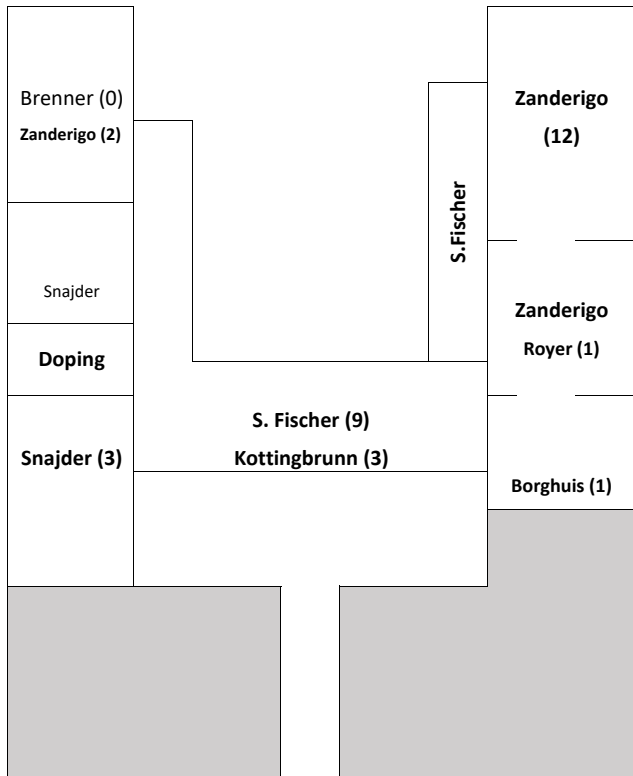 Brenner (0)
Zanderigo (2)
Snajder
Doping
Snajder (3)
S. Fischer (9)
Kottingbrunn (3)
S.Fischer
Zanderigo
(12)
Zanderigo
Royer (1)
Borghuis (1)